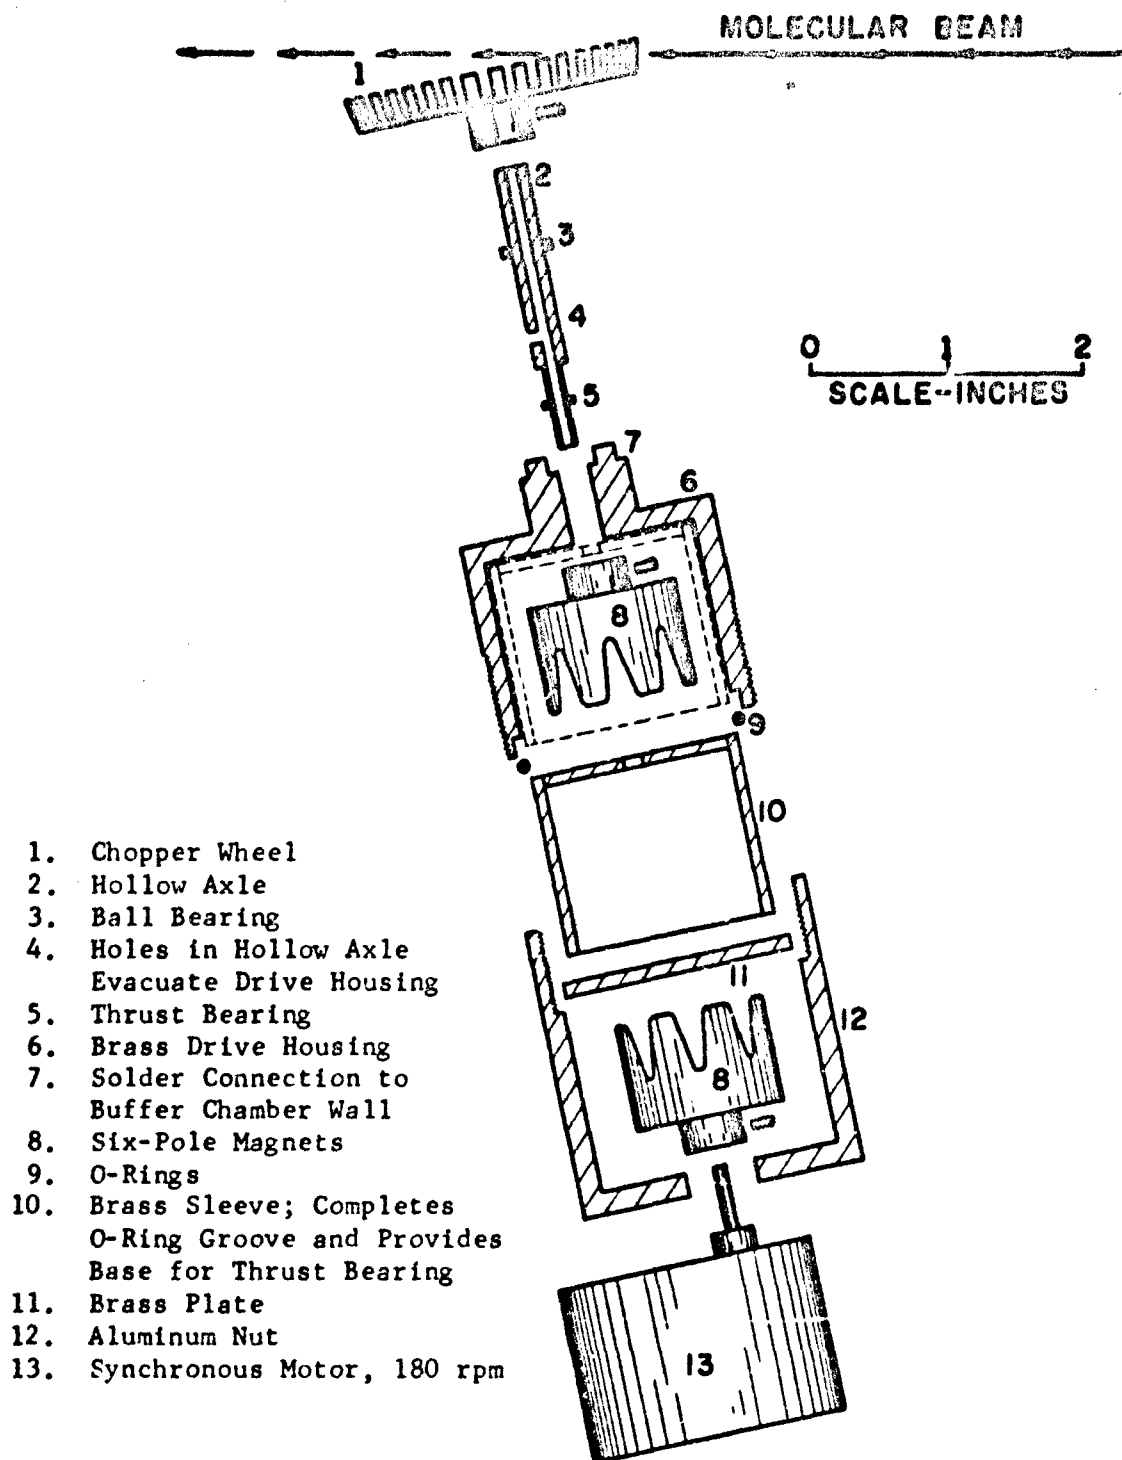 MOLECULAR BEAM
1
2
3
4
5
0 1 2
SCALE--INCHES
7
6
8
9
10
11
12
8
13
1. Chopper Wheel
2. Hollow Axle
3. Ball Bearing
4. Holes in Hollow Axle
Evacuate Drive Housing
5. Thrust Bearing
6. Brass Drive Housing
7. Solder Connection to
Buffer Chamber Wall
8. Six-Pole Magnets
9. O-Rings
10. Brass Sleeve; Completes
O-Ring Groove and Provides
Base for Thrust Bearing
11. Brass Plate
12. Aluminum Nut
13. Synchronous Motor, 180 rpm